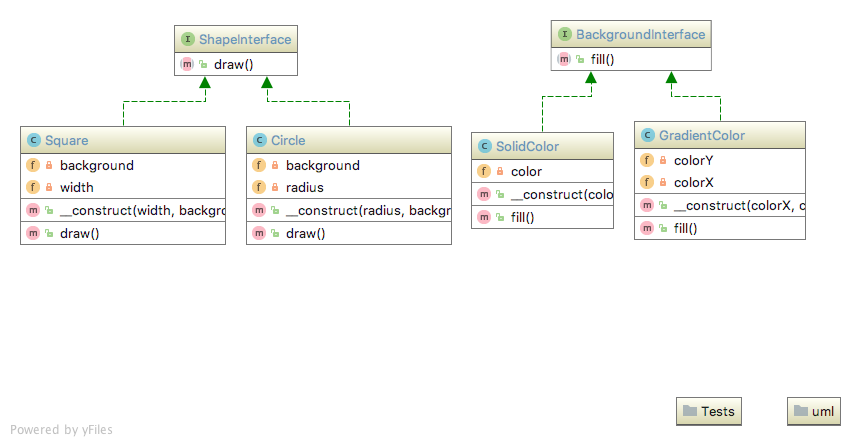 I ShapeInterface
m draw()
I BackgroundInterface
m fill()
C Square
f background
f width
m __construct(width, backgro
m draw()
C Circle
f background
f radius
m __construct(radius, backgr
m draw()
C SolidColor
f color
m __construct(colo
m fill()
C GradientColor
f colorY
f colorX
m __construct(colorX, c
m fill()
Tests
uml
Powered by yFiles